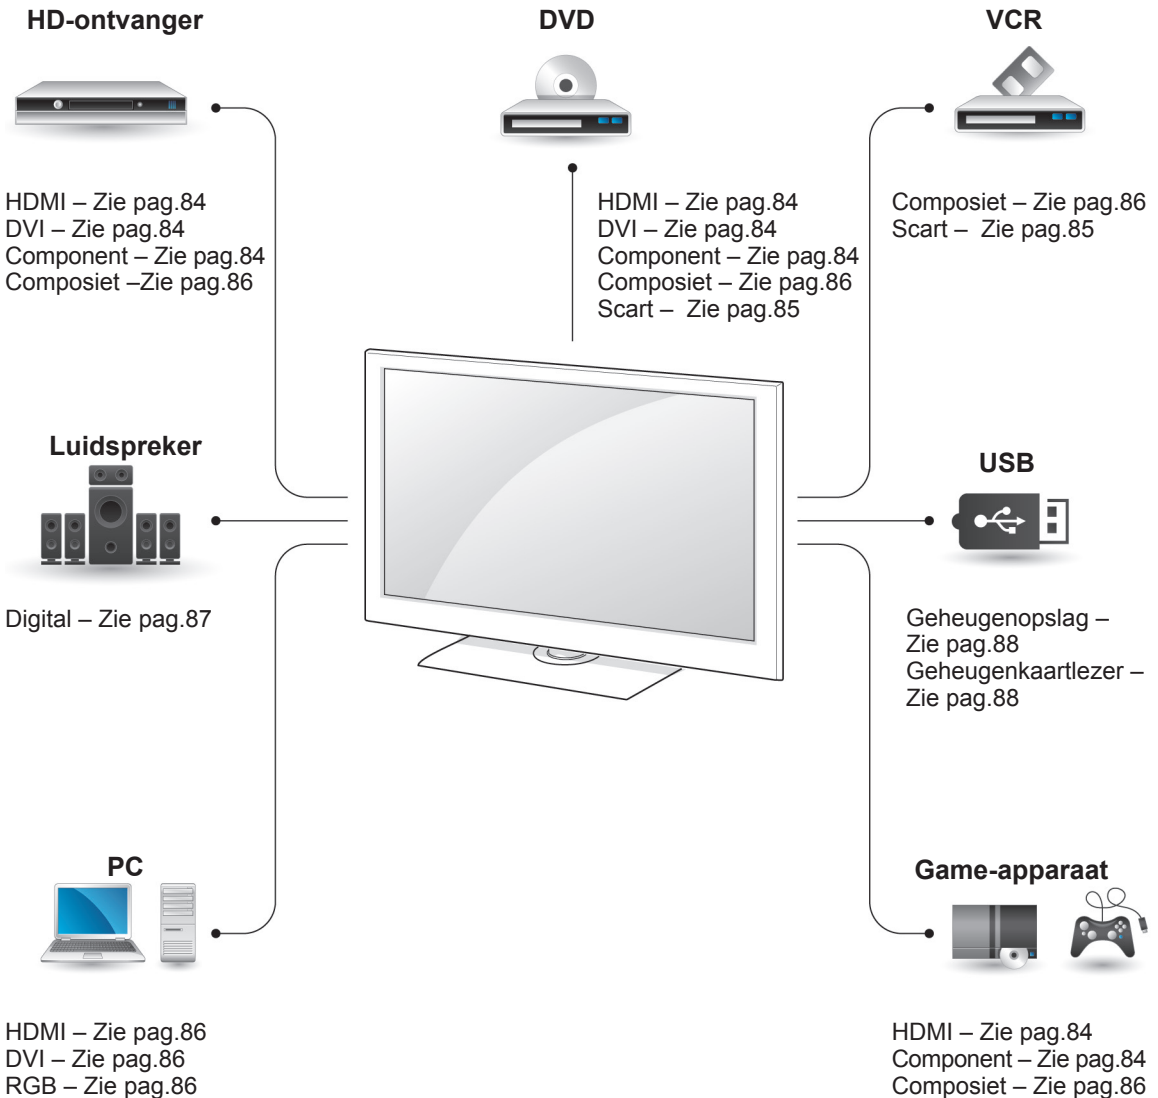 HD-ontvanger
HDMI – Zie pag.84
DVI – Zie pag.84
Component – Zie pag.84
Composiet –Zie pag.86
DVD
HDMI – Zie pag.84
DVI – Zie pag.84
Component – Zie pag.84
Composiet – Zie pag.86
Scart –  Zie pag.85
VCR
Composiet – Zie pag.86
Scart –  Zie pag.85
Luidspreker
Digital – Zie pag.87
USB
Geheugenopslag –
Zie pag.88
Geheugenkaartlezer –
Zie pag.88
PC
HDMI – Zie pag.86
DVI – Zie pag.86
RGB – Zie pag.86
Game-apparaat
HDMI – Zie pag.84
Component – Zie pag.84
Composiet – Zie pag.86